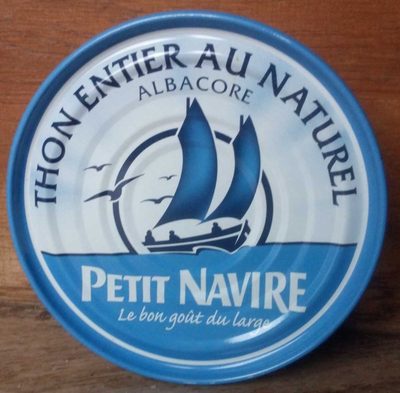 THON ENTIER AU NATUREL
ALBACORE
PETIT NAVIRE
Le bon goût du large